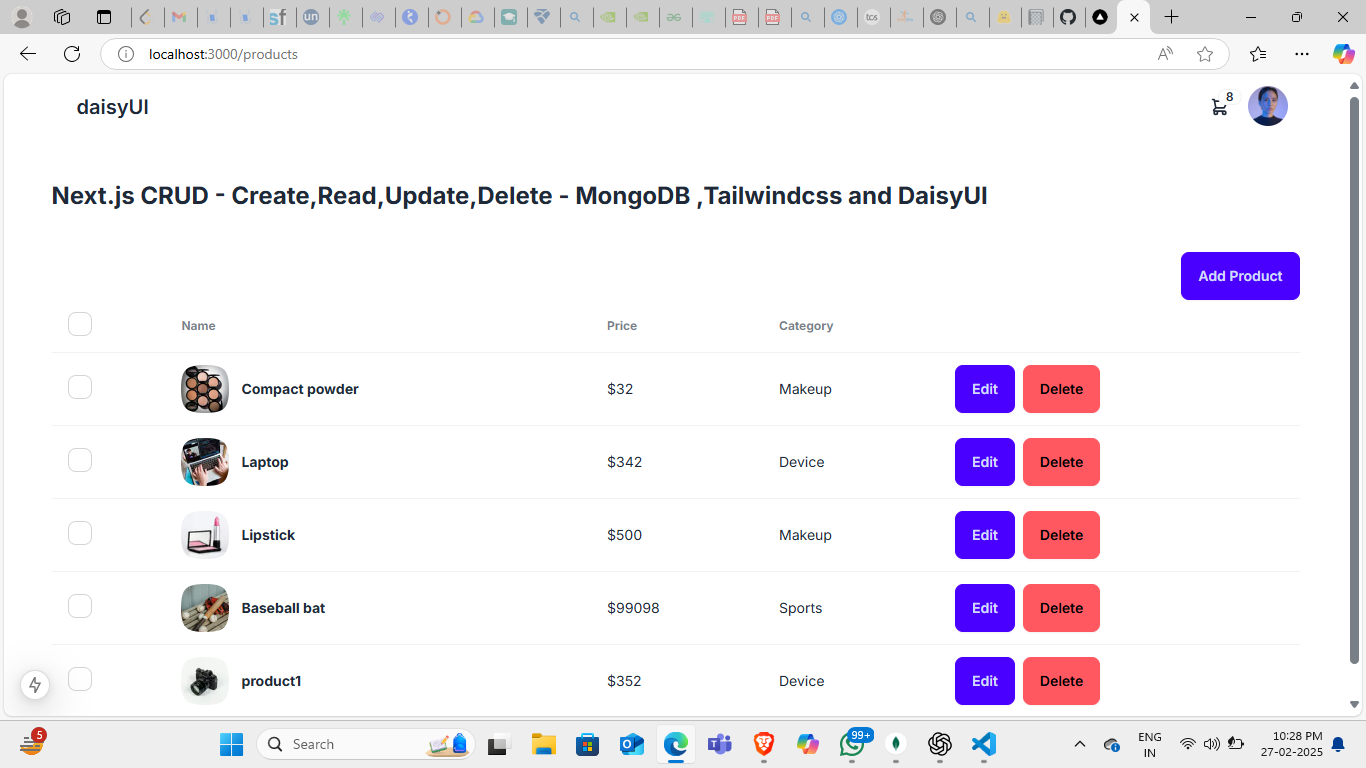 localhost:3000/products
daisyUI
8
Next.js CRUD - Create,Read,Update,Delete - MongoDB ,Tailwindcss and DaisyUI
Add Product
Name Price Category
Compact powder $32 Makeup Edit Delete
Laptop $342 Device Edit Delete
Lipstick $500 Makeup Edit Delete
Baseball bat $99098 Sports Edit Delete
product1 $352 Device Edit Delete
5
Search
99+
ENG
IN
10:28 PM
27-02-2025